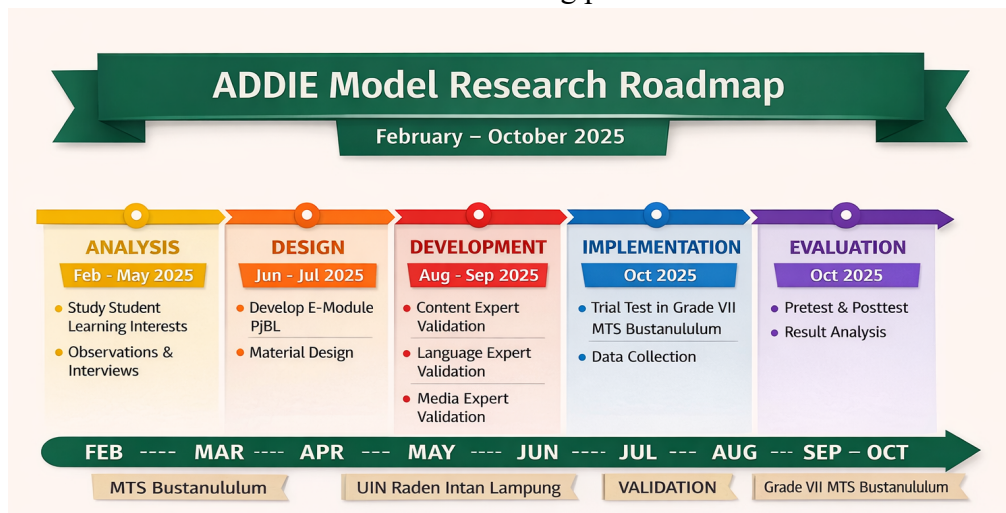 ADDIE Model Research Roadmap
February – October 2025
ANALYSIS
Feb - May 2025
• Study Student
Learning Interests
• Observations &
Interviews
DESIGN
Jun - Jul 2025
• Develop E-Module
PjBL
• Material Design
DEVELOPMENT
Aug - Sep 2025
• Content Expert
Validation
• Language Expert
Validation
• Media Expert
Validation
IMPLEMENTATION
Oct 2025
• Trial Test in Grade VII
MTS Bustanululum
• Data Collection
EVALUATION
Oct 2025
• Pretest & Posttest
• Result Analysis
FEB ---- MAR ---- APR --- MAY ---- JUN ---- JUL --- AUG --- SEP – OCT
MTS Bustanululum
UIN Raden Intan Lampung
VALIDATION
Grade VII MTS Bustanululum